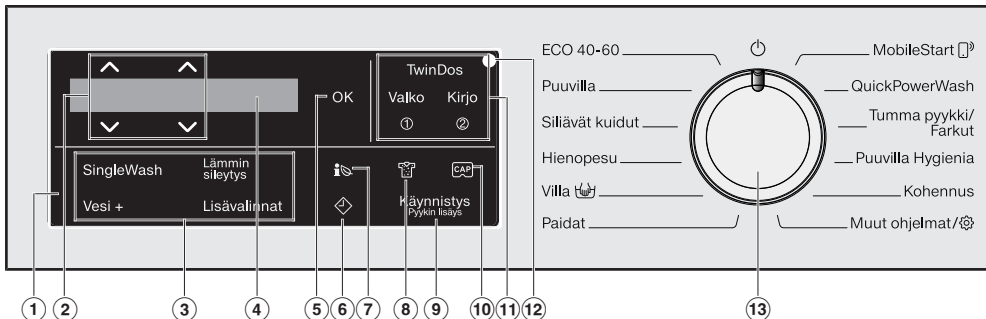 TwinDos
OK
Valko Kirjo
① ②
SingleWash
Lämmin
sileytys
CAP
Vesi +
Lisävalinnat
Käynnistys
Pyykin lisäys
ECO 40-60
Puuvilla
Siliävät kuidut
Hienopesu
Villa
Paidat
MobileStart
QuickPowerWash
Tumma pyykki/
Farkut
Puuvilla Hygienia
Kohennus
Muut ohjelmat/
① ② ③ ④ ⑤ ⑥ ⑦ ⑧ ⑨ ⑩ ⑪ ⑫ ⑬